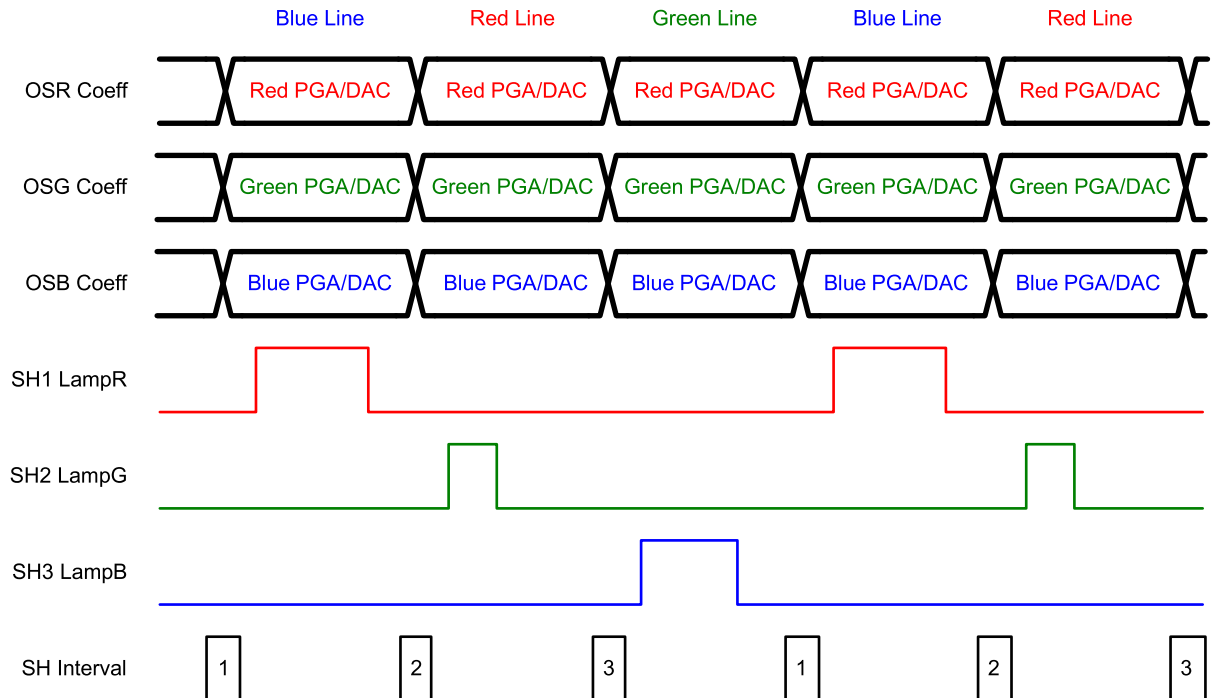 Blue Line Red Line Green Line Blue Line Red Line
OSR Coeff Red PGA/DAC Red PGA/DAC Red PGA/DAC Red PGA/DAC Red PGA/DAC
OSG Coeff Green PGA/DAC Green PGA/DAC Green PGA/DAC Green PGA/DAC Green PGA/DAC
OSB Coeff Blue PGA/DAC Blue PGA/DAC Blue PGA/DAC Blue PGA/DAC Blue PGA/DAC
SH1 LampR
SH2 LampG
SH3 LampB
SH Interval 1 2 3 1 2 3